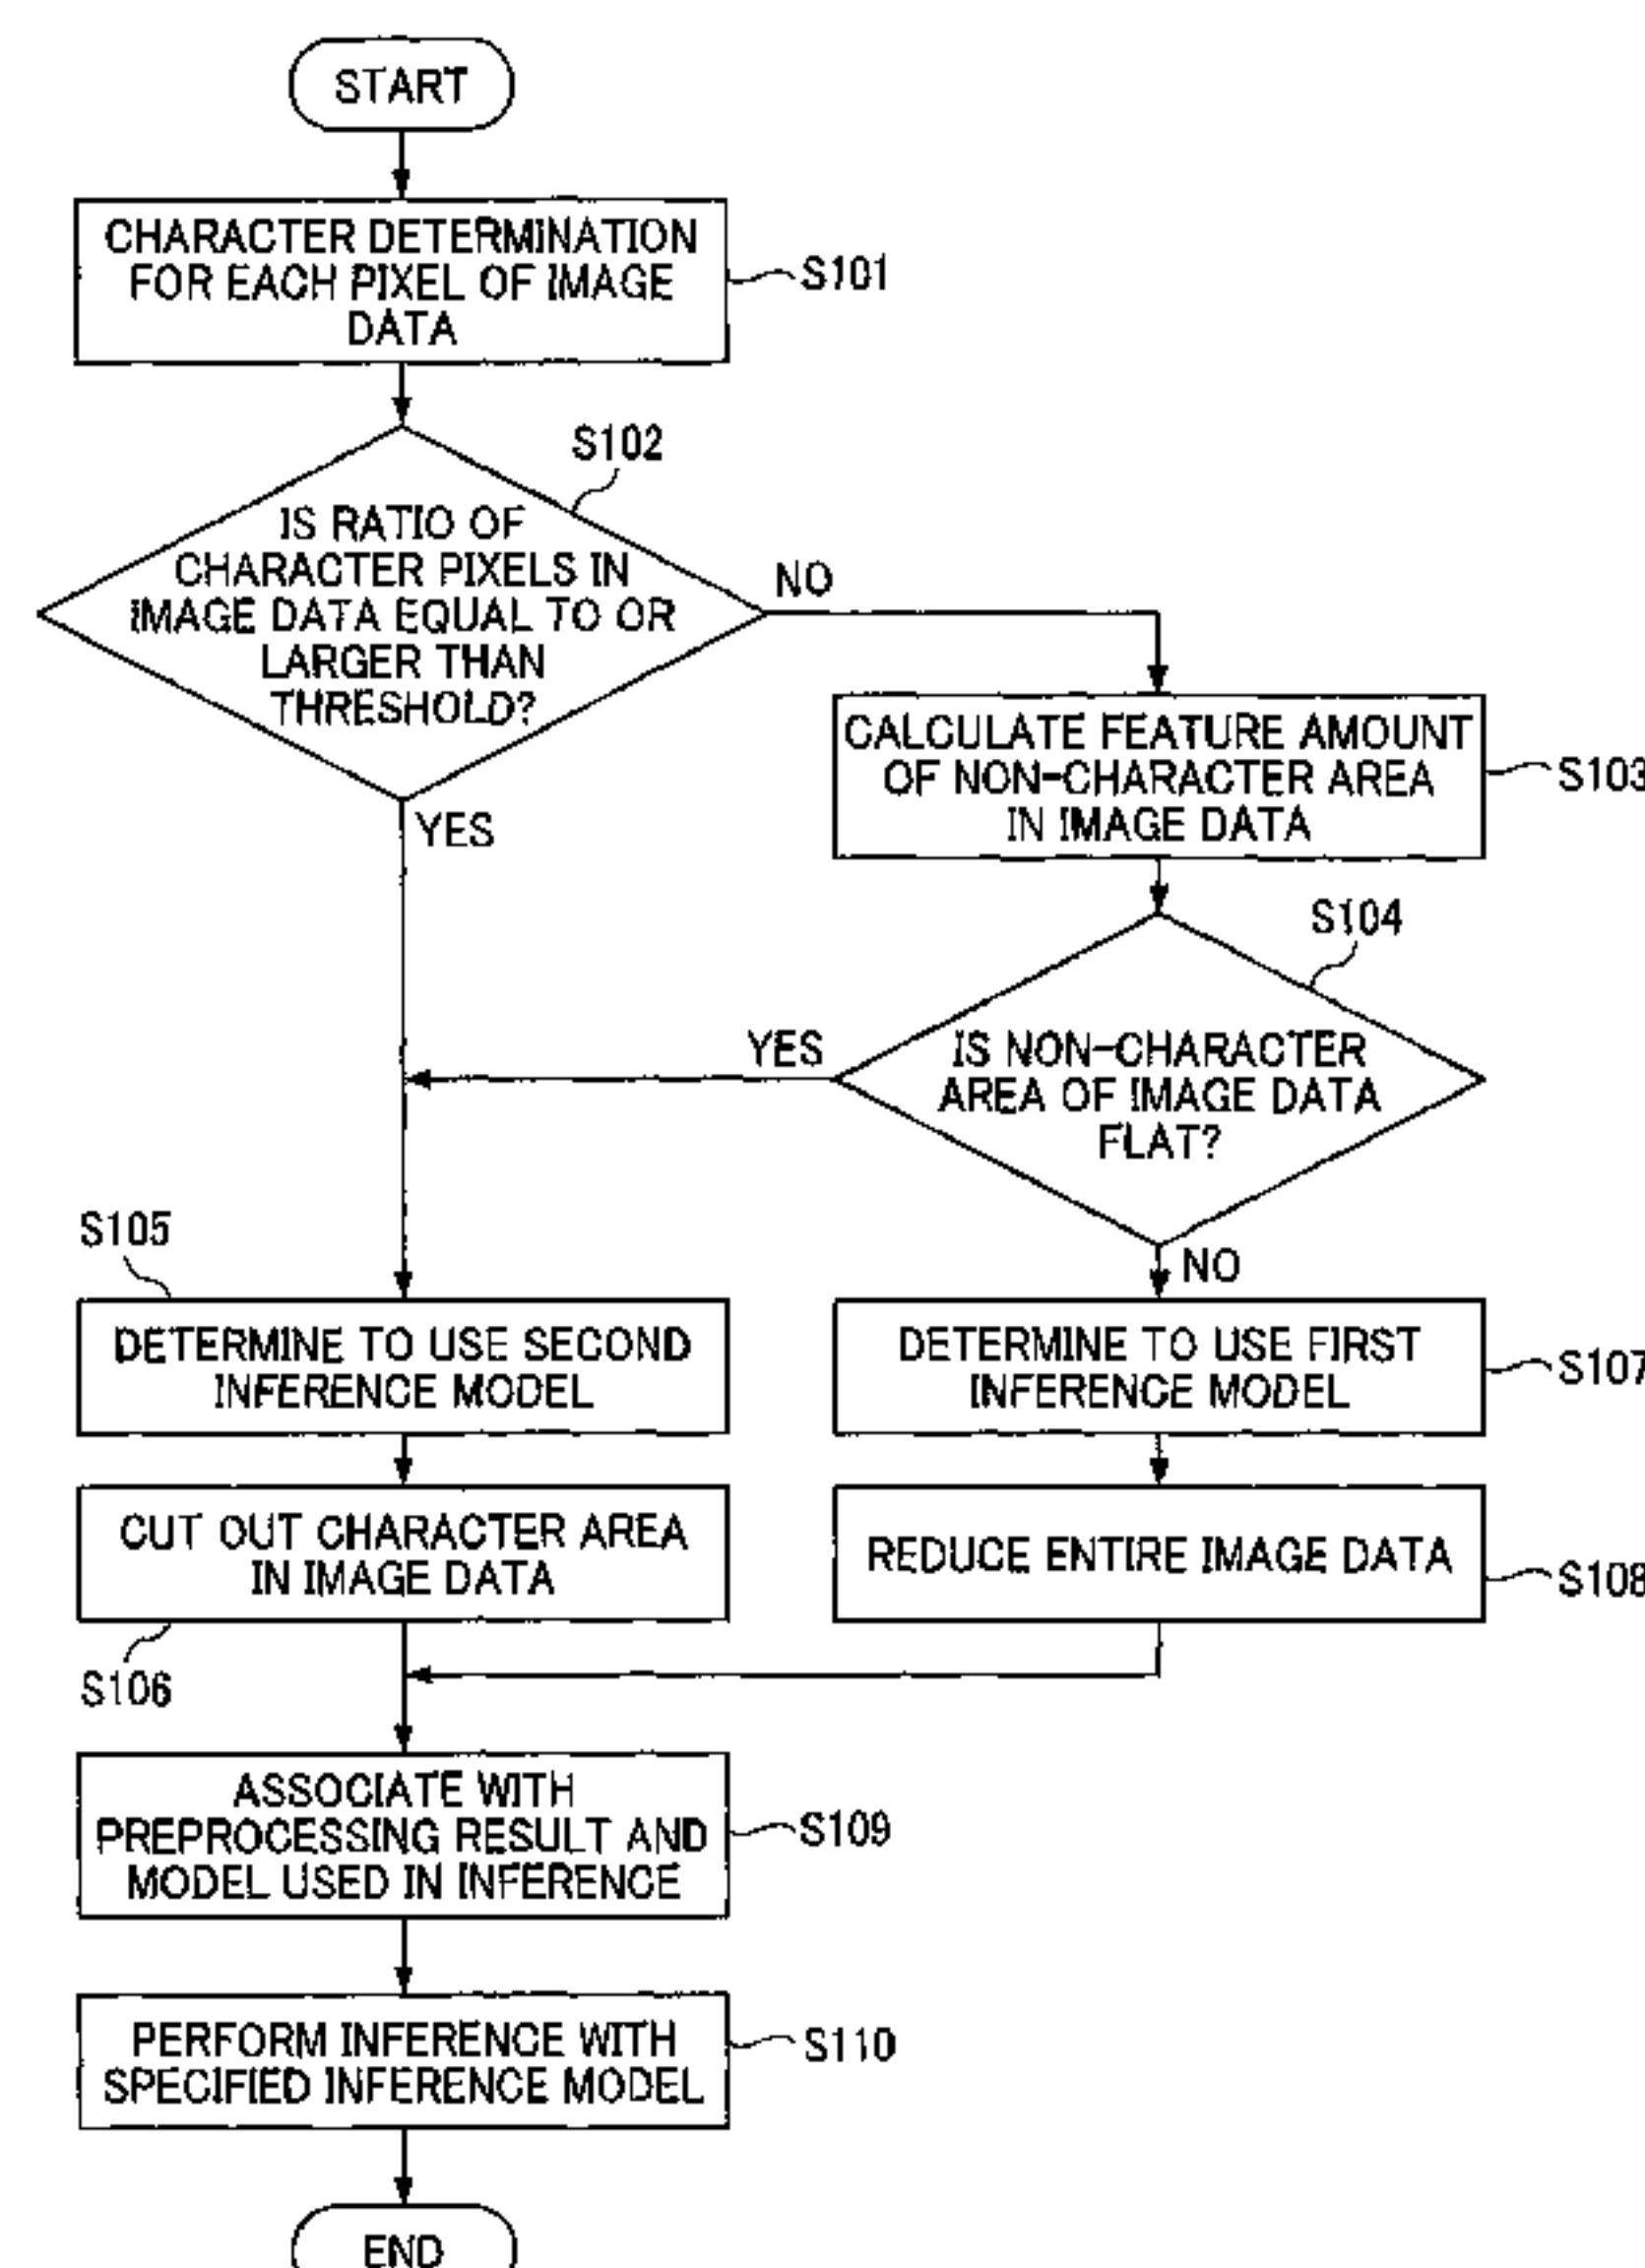 START
CHARACTER DETERMINATION
FOR EACH PIXEL OF IMAGE
DATA
S101
S102
IS RATIO OF
CHARACTER PIXELS IN
IMAGE DATA EQUAL TO OR
LARGER THAN
THRESHOLD?
NO
YES
CALCULATE FEATURE AMOUNT
OF NON-CHARACTER AREA
IN IMAGE DATA
S103
S104
IS NON-CHARACTER
AREA OF IMAGE DATA
FLAT?
YES
NO
S105
DETERMINE TO USE SECOND
INFERENCE MODEL
DETERMINE TO USE FIRST
INFERENCE MODEL
S107
CUT OUT CHARACTER AREA
IN IMAGE DATA
S106
REDUCE ENTIRE IMAGE DATA
S108
ASSOCIATE WITH
PREPROCESSING RESULT AND
MODEL USED IN INFERENCE
S109
PERFORM INFERENCE WITH
SPECIFIED INFERENCE MODEL
S110
END